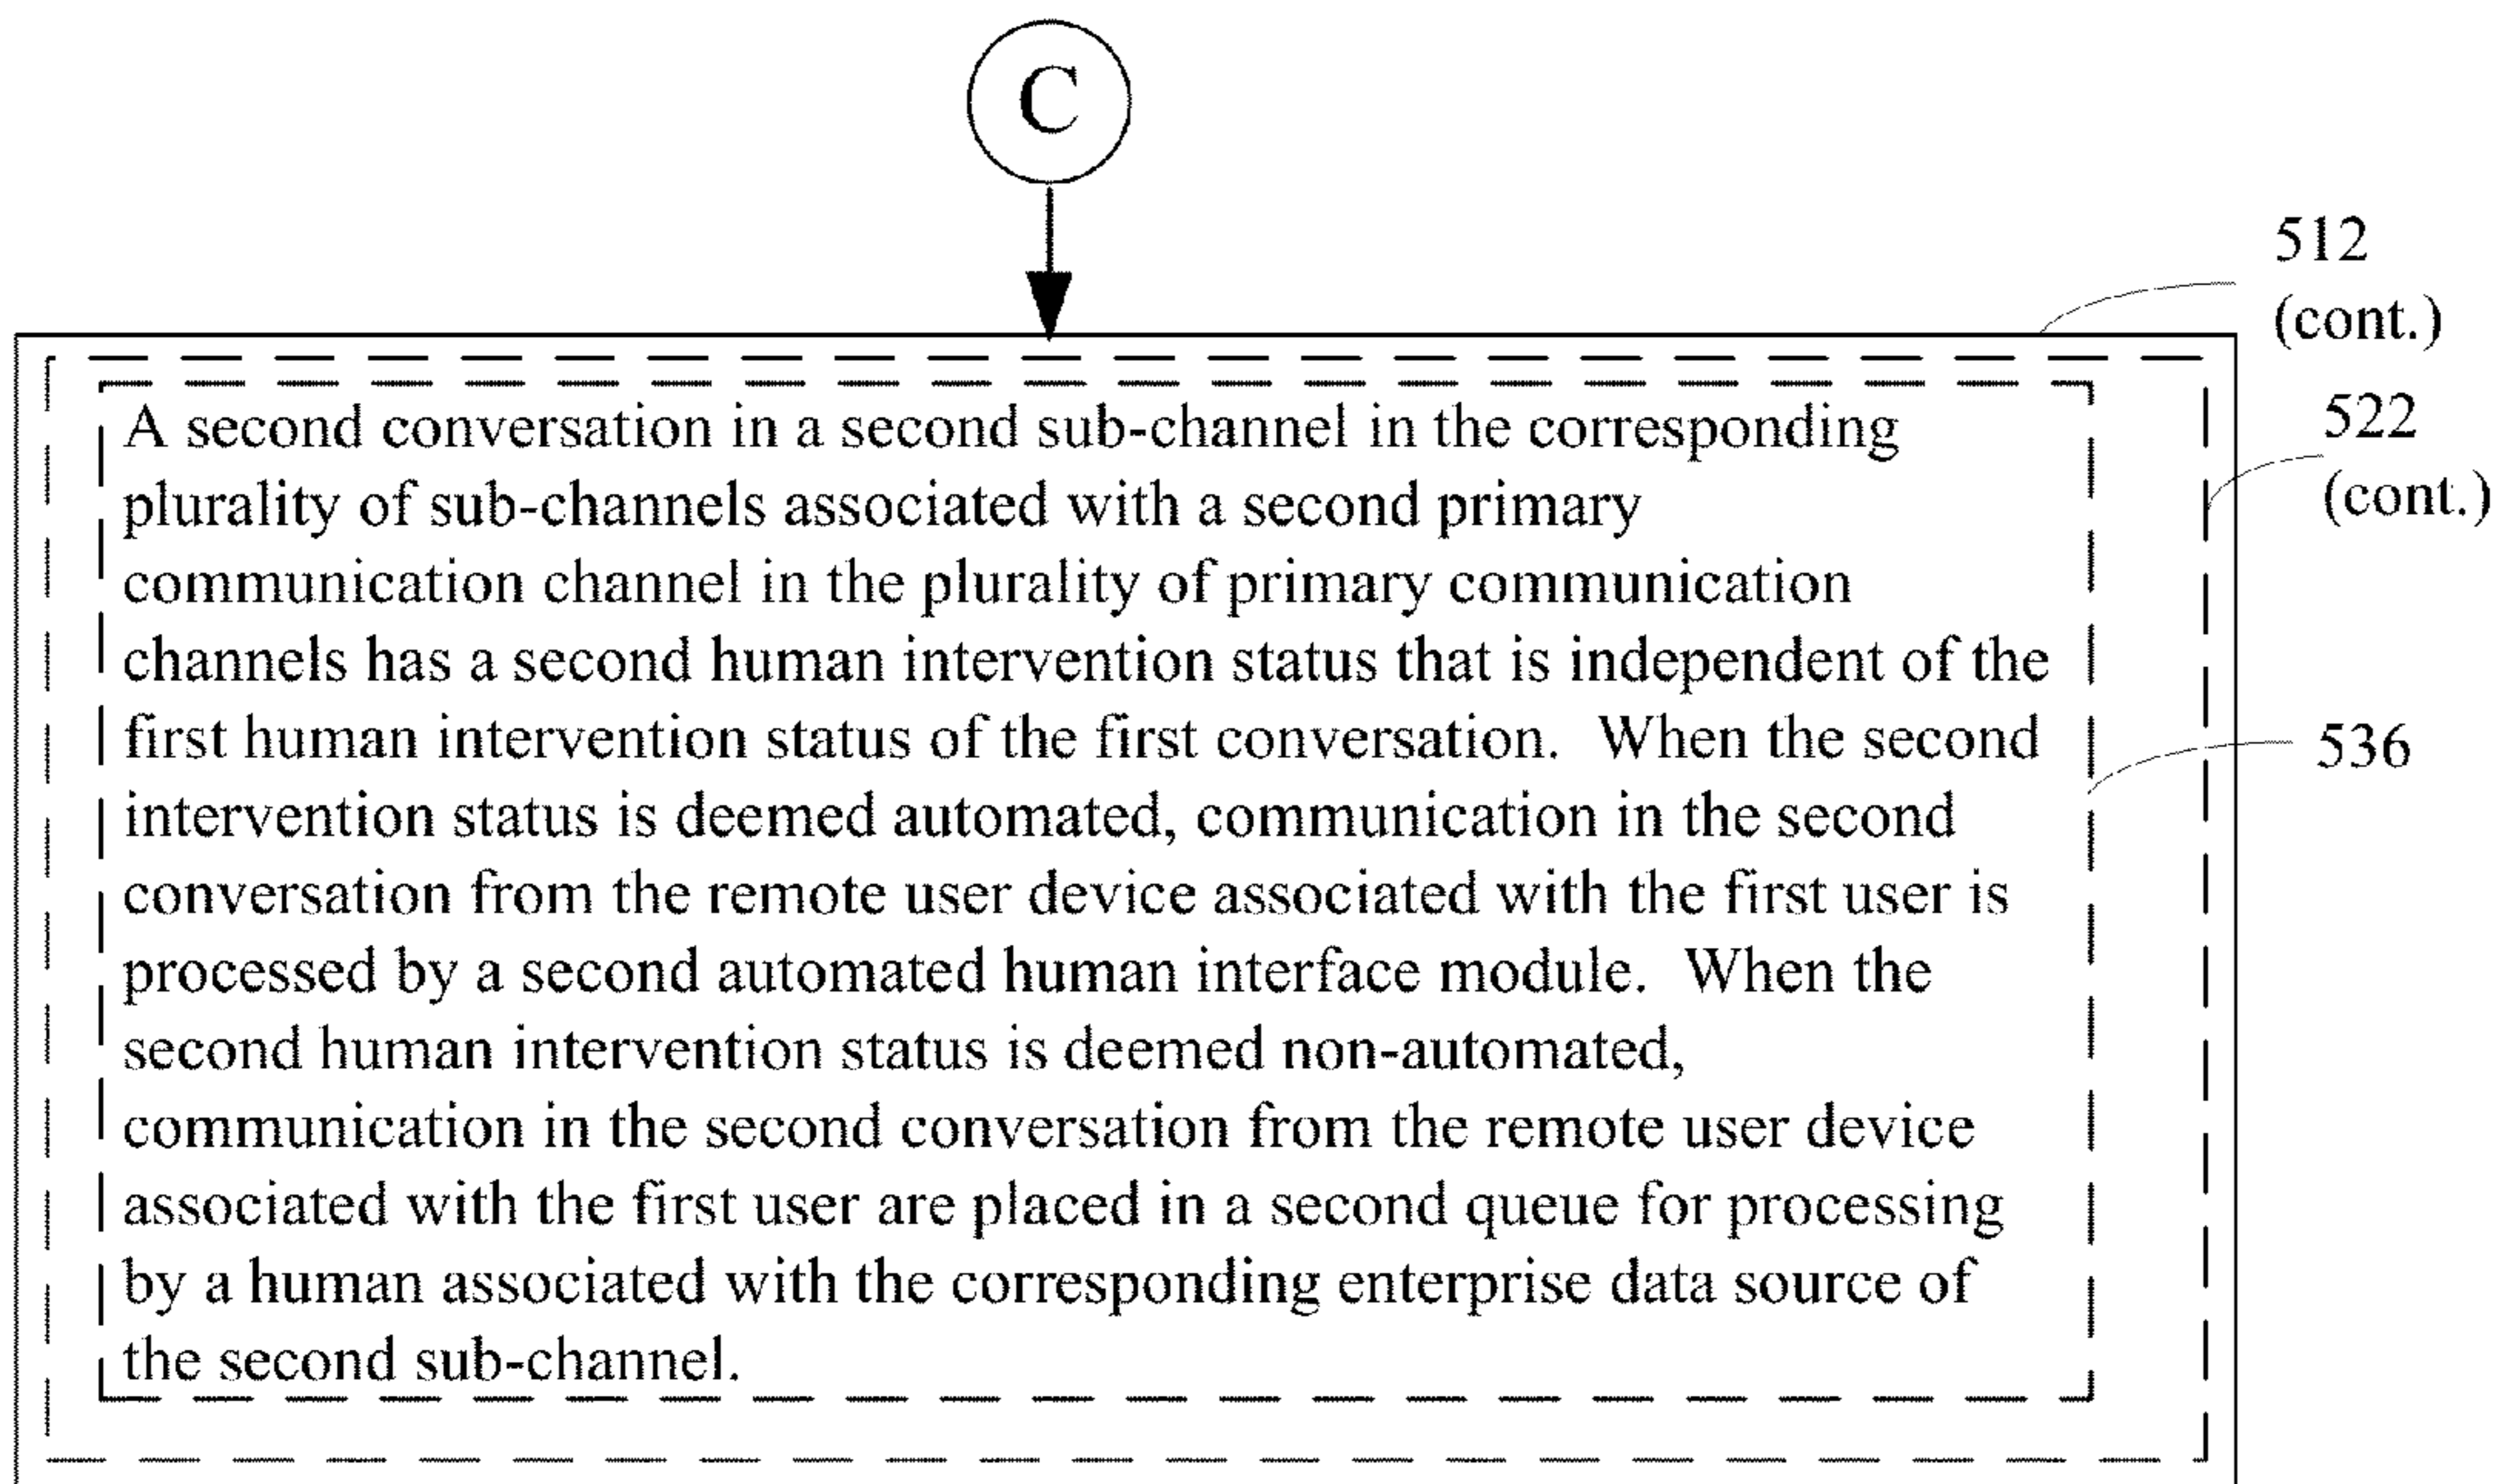 C
512
(cont.)
522
(cont.)
A second conversation in a second sub-channel in the corresponding
plurality of sub-channels associated with a second primary
communication channel in the plurality of primary communication
channels has a second human intervention status that is independent of the
first human intervention status of the first conversation.  When the second
intervention status is deemed automated, communication in the second
conversation from the remote user device associated with the first user is
processed by a second automated human interface module.  When the
second human intervention status is deemed non-automated,
communication in the second conversation from the remote user device
associated with the first user are placed in a second queue for processing
by a human associated with the corresponding enterprise data source of
the second sub-channel.
536